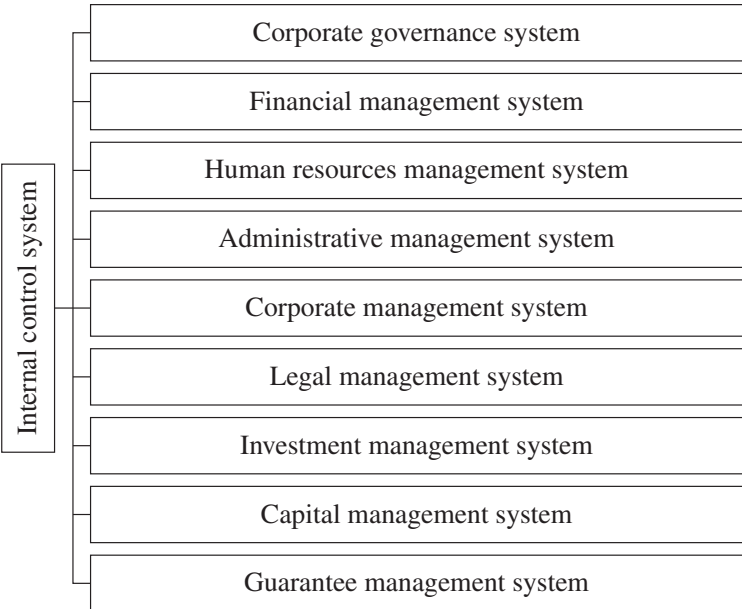 Corporate governance system
Financial management system
Human resources management system
Administrative management system
Internal control system
Corporate management system
Legal management system
Investment management system
Capital management system
Guarantee management system